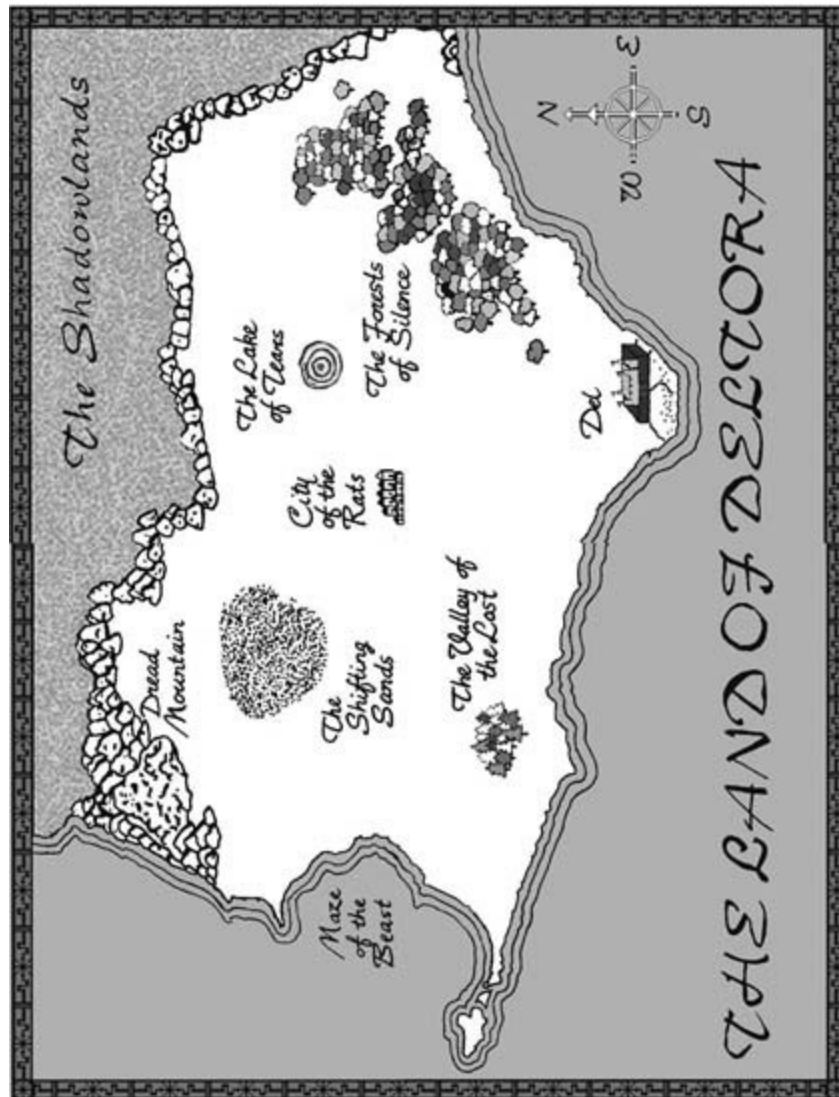 The Shadowlands
Dread
Mountain
The Lake
of Tears
City
of the
Rats
The
Shifting
Sands
Maze
of the
Beast
The Forests
of Silence
The Valley of
the Lost
Del
N
W
E
S
THE LAND OF DELTORA